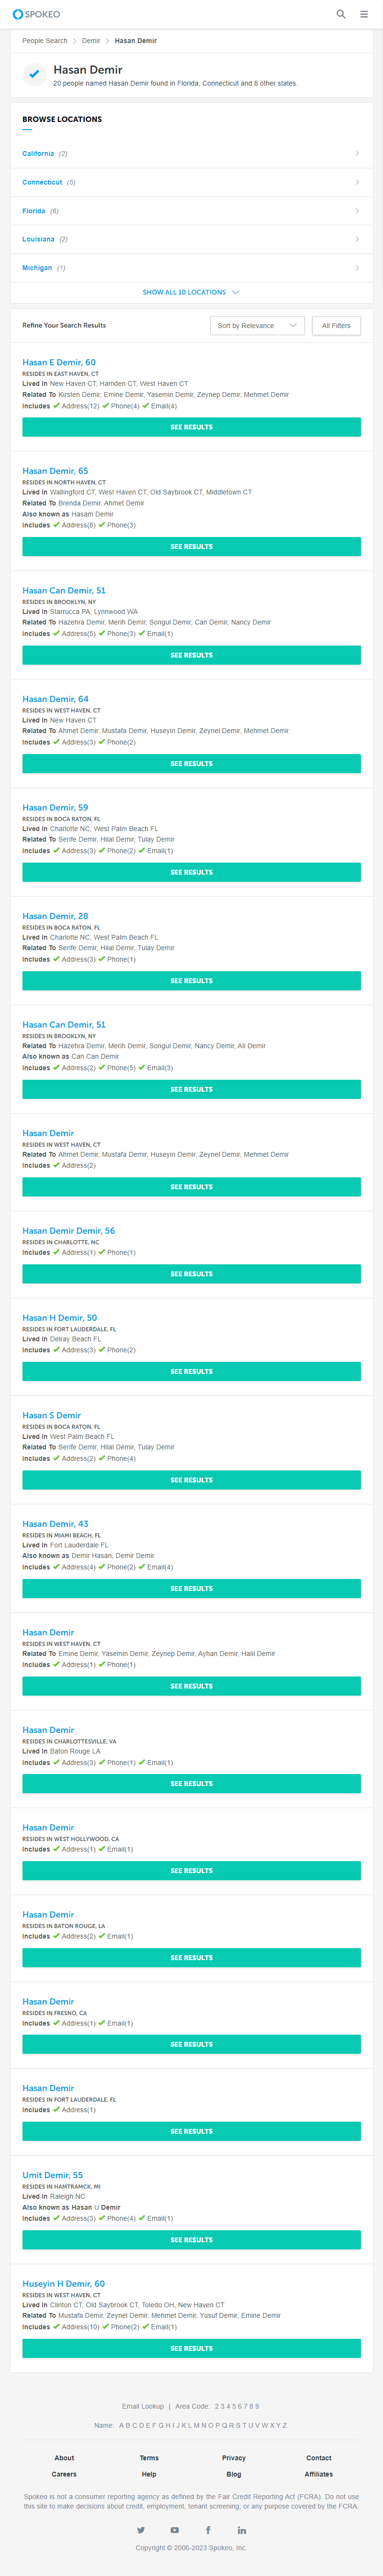 SPOKEO
People Search > Demir > Hasan Demir
Hasan Demir
20 people named Hasan Demir found in Florida, Connecticut and 8 other states.
BROWSE LOCATIONS
California (2)
Connecticut (5)
Florida (6)
Louisiana (2)
Michigan (1)
SHOW ALL 10 LOCATIONS
Refine Your Search Results
Sort by Relevance
All Filters
Hasan E Demir, 60
RESIDES IN EAST HAVEN, CT
Lived In New Haven CT, Hamden CT, West Haven CT
Related To Kirsten Demir, Emine Demir, Yasemin Demir, Zeynep Demir, Mehmet Demir
Includes ✔ Address(12) ✔ Phone(4) ✔ Email(4)
SEE RESULTS
Hasan Demir, 65
RESIDES IN NORTH HAVEN, CT
Lived In Wallingford CT, West Haven CT, Old Saybrook CT, Middletown CT
Related To Brenda Demir, Ahmet Demir
Also known as Hasam Demir
Includes ✔ Address(8) ✔ Phone(3)
SEE RESULTS
Hasan Can Demir, 51
RESIDES IN BROOKLYN, NY
Lived In Starrucca PA, Lynnwood WA
Related To Hazehra Demir, Merih Demir, Songul Demir, Can Demir, Nancy Demir
Includes ✔ Address(5) ✔ Phone(3) ✔ Email(1)
SEE RESULTS
Hasan Demir, 64
RESIDES IN WEST HAVEN, CT
Lived In New Haven CT
Related To Ahmet Demir, Mustafa Demir, Huseyin Demir, Zeynel Demir, Mehmet Demir
Includes ✔ Address(3) ✔ Phone(2)
SEE RESULTS
Hasan Demir, 59
RESIDES IN BOCA RATON, FL
Lived In Charlotte NC, West Palm Beach FL
Related To Serife Demir, Hilal Demir, Tulay Demir
Includes ✔ Address(3) ✔ Phone(2) ✔ Email(1)
SEE RESULTS
Hasan Demir, 28
RESIDES IN BOCA RATON, FL
Lived In Charlotte NC, West Palm Beach FL
Related To Serife Demir, Hilal Demir, Tulay Demir
Includes ✔ Address(3) ✔ Phone(1)
SEE RESULTS
Hasan Can Demir, 51
RESIDES IN BROOKLYN, NY
Related To Hazehra Demir, Merih Demir, Songul Demir, Nancy Demir, Ali Demir
Also known as Can Can Demir
Includes ✔ Address(2) ✔ Phone(5) ✔ Email(3)
SEE RESULTS
Hasan Demir
RESIDES IN WEST HAVEN, CT
Related To Ahmet Demir, Mustafa Demir, Huseyin Demir, Zeynel Demir, Mehmet Demir
Includes ✔ Address(2)
SEE RESULTS
Hasan Demir Demir, 56
RESIDES IN CHARLOTTE, NC
Includes ✔ Address(1) ✔ Phone(1)
SEE RESULTS
Hasan H Demir, 50
RESIDES IN FORT LAUDERDALE, FL
Lived In Delray Beach FL
Includes ✔ Address(3) ✔ Phone(2)
SEE RESULTS
Hasan S Demir
RESIDES IN BOCA RATON, FL
Lived In West Palm Beach FL
Related To Serife Demir, Hilal Demir, Tulay Demir
Includes ✔ Address(2) ✔ Phone(4)
SEE RESULTS
Hasan Demir, 43
RESIDES IN MIAMI BEACH, FL
Lived In Fort Lauderdale FL
Also known as Demir Hasan, Demir Demir
Includes ✔ Address(4) ✔ Phone(2) ✔ Email(4)
SEE RESULTS
Hasan Demir
RESIDES IN WEST HAVEN, CT
Related To Emine Demir, Yasemin Demir, Zeynep Demir, Ayhan Demir, Halil Demir
Includes ✔ Address(1) ✔ Phone(1)
SEE RESULTS
Hasan Demir
RESIDES IN CHARLOTTESVILLE, VA
Lived In Baton Rouge LA
Includes ✔ Address(3) ✔ Phone(1) ✔ Email(1)
SEE RESULTS
Hasan Demir
RESIDES IN WEST HOLLYWOOD, CA
Includes ✔ Address(1) ✔ Email(1)
SEE RESULTS
Hasan Demir
RESIDES IN BATON ROUGE, LA
Includes ✔ Address(2) ✔ Email(1)
SEE RESULTS
Hasan Demir
RESIDES IN FRESNO, CA
Includes ✔ Address(1) ✔ Email(1)
SEE RESULTS
Hasan Demir
RESIDES IN FORT LAUDERDALE, FL
Includes ✔ Address(1)
SEE RESULTS
Umit Demir, 55
RESIDES IN HAMTRAMCK, MI
Lived In Raleigh NC
Also known as Hasan U Demir
Includes ✔ Address(3) ✔ Phone(4) ✔ Email(1)
SEE RESULTS
Huseyin H Demir, 60
RESIDES IN WEST HAVEN, CT
Lived In Clinton CT, Old Saybrook CT, Toledo OH, New Haven CT
Related To Mustafa Demir, Zeynel Demir, Mehmet Demir, Yusuf Demir, Emine Demir
Includes ✔ Address(10) ✔ Phone(2) ✔ Email(1)
SEE RESULTS
Email Lookup | Area Code: 2 3 4 5 6 7 8 9
Name: A B C D E F G H I J K L M N O P Q R S T U V W X Y Z
About Terms Privacy Contact
Careers Help Blog Affiliates
Spokeo is not a consumer reporting agency as defined by the Fair Credit Reporting Act (FCRA). Do not use
this site to make decisions about credit, employment, tenant screening, or any purpose covered by the FCRA.
Copyright © 2006-2023 Spokeo, Inc.